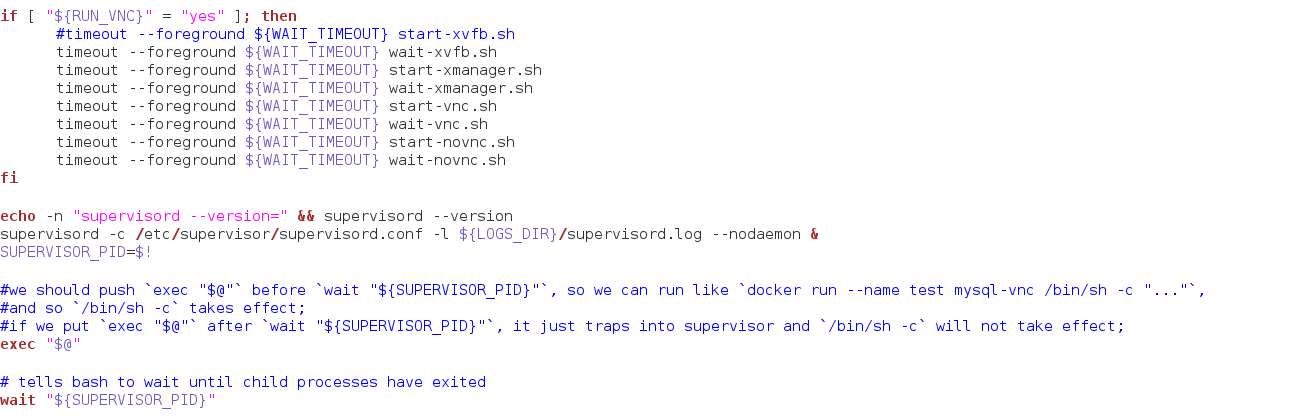 if [ "${RUN_VNC}" = "yes" ]; then
#timeout --foreground ${WAIT_TIMEOUT} start-xvfb.sh
timeout --foreground ${WAIT_TIMEOUT} wait-xvfb.sh
timeout --foreground ${WAIT_TIMEOUT} start-xmanager.sh
timeout --foreground ${WAIT_TIMEOUT} wait-xmanager.sh
timeout --foreground ${WAIT_TIMEOUT} start-vnc.sh
timeout --foreground ${WAIT_TIMEOUT} wait-vnc.sh
timeout --foreground ${WAIT_TIMEOUT} start-novnc.sh
timeout --foreground ${WAIT_TIMEOUT} wait-novnc.sh
fi
echo -n "supervisord --version=" && supervisord --version
supervisord -c /etc/supervisor/supervisord.conf -l ${LOGS_DIR}/supervisord.log --nodaemon &
SUPERVISOR_PID=$!
#we should push `exec "$@"` before `wait "${SUPERVISOR_PID}"`, so we can run like `docker run --name test mysql-vnc /bin/sh -c "..."`,
#and so `/bin/sh -c` takes effect;
#if we put `exec "$@"` after `wait "${SUPERVISOR_PID}"`, it just traps into supervisor and `/bin/sh -c` will not take effect;
exec "$@"
# tells bash to wait until child processes have exited
wait "${SUPERVISOR_PID}"